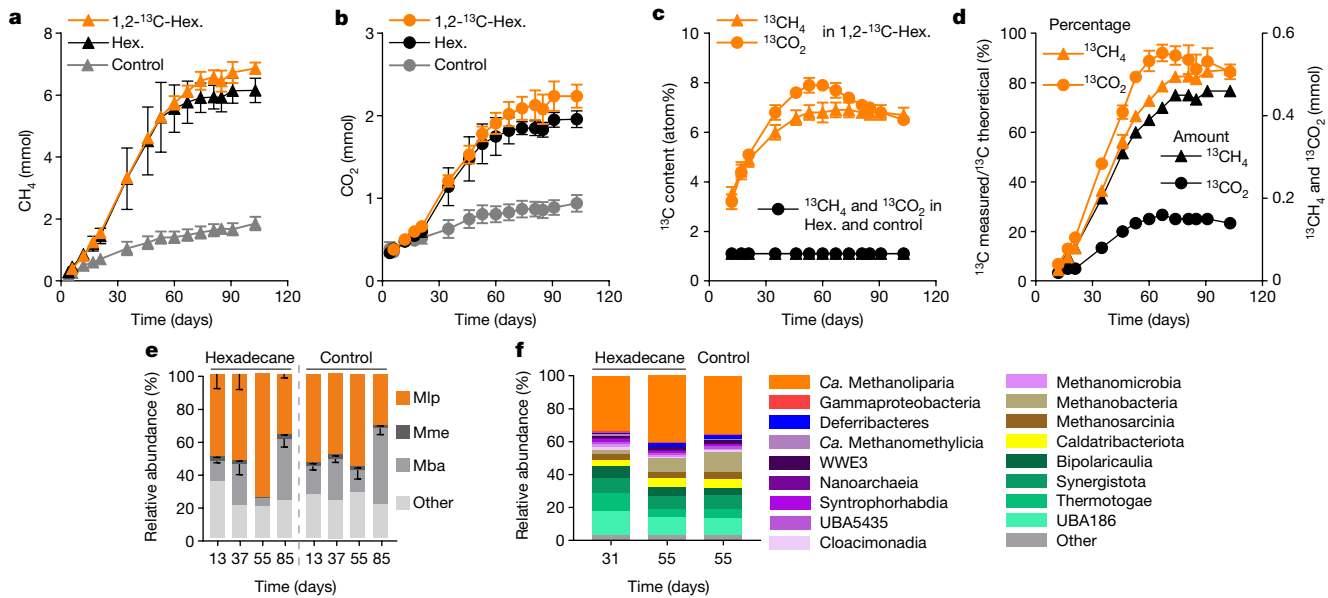 a
1,2-¹³C-Hex.
Hex.
Control
8
6
4
2
0
CH₄ (mmol)
0 30 60 90 120
Time (days)
b
1,2-¹³C-Hex.
Hex.
Control
3
2
1
0
CO₂ (mmol)
0 30 60 90 120
Time (days)
c
¹³CH₄
¹³CO₂
in 1,2-¹³C-Hex.
10
8
6
4
2
0
¹³C content (atom%)
¹³CH₄ and ¹³CO₂ in
Hex. and control
0 30 60 90 120
Time (days)
d
Percentage
¹³CH₄
¹³CO₂
Amount
¹³CH₄
¹³CO₂
100
80
60
40
20
0
¹³C measured/¹³C theoretical (%)
0.6
0.4
0.2
0
¹³CH₄ and ¹³CO₂ (mmol)
0 30 60 90 120
Time (days)
e
Hexadecane Control
100
80
60
40
20
0
Relative abundance (%)
13 37 55 85 13 37 55 85
Time (days)
Mlp
Mme
Mba
Other
f
Hexadecane Control
100
80
60
40
20
0
Relative abundance (%)
31 55 55
Time (days)
Ca. Methanoliparia
Gammaproteobacteria
Deferribacteres
Ca. Methanomethylicia
WWE3
Nanoarchaeia
Syntrophorhabdia
UBA5435
Cloacimonadia
Methanomicrobia
Methanobacteria
Methanosarcinia
Caldatribacteriota
Bipolaricaulia
Synergistota
Thermotogae
UBA186
Other